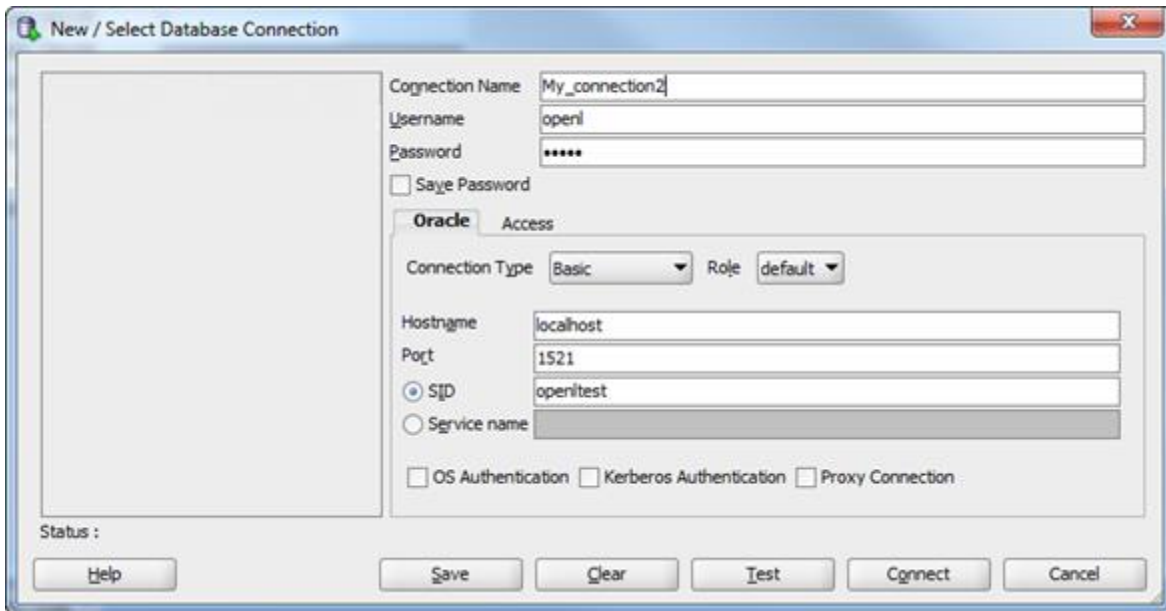 New / Select Database Connection
Connection Name My_connection2
Username openl
Password •••••
Save Password
Oracle Access
Connection Type Basic Role default
Hostname localhost
Port 1521
SID openltest
Service name
OS Authentication Kerberos Authentication Proxy Connection
Status :
Help Save Clear Test Connect Cancel